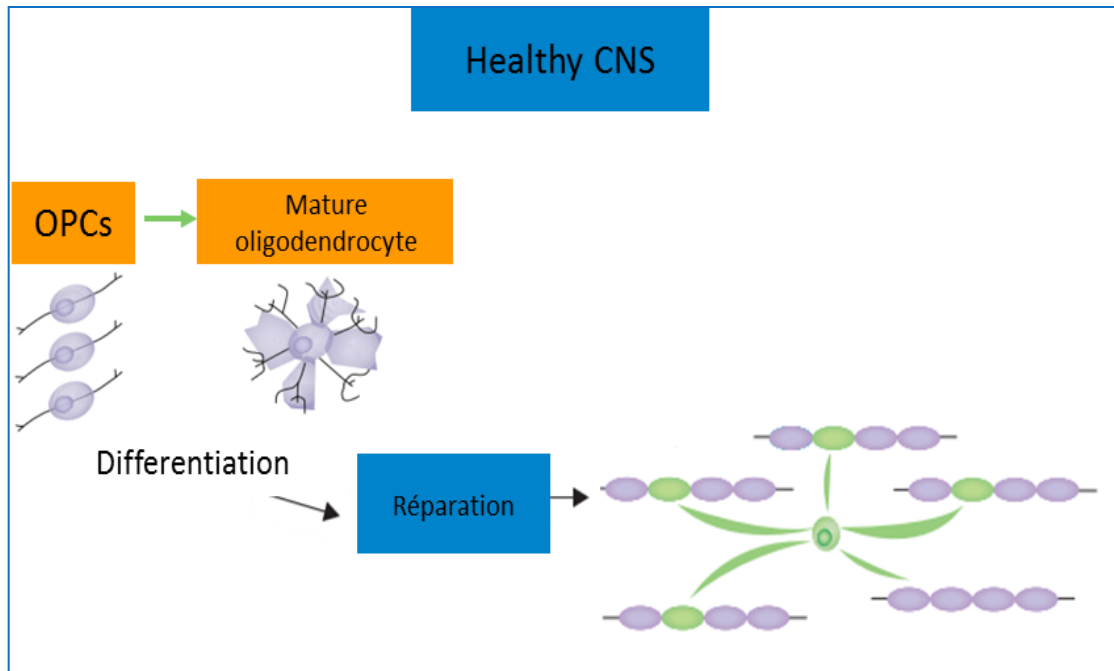 Healthy CNS
OPCs
Mature
oligodendrocyte
Differentiation
Réparation